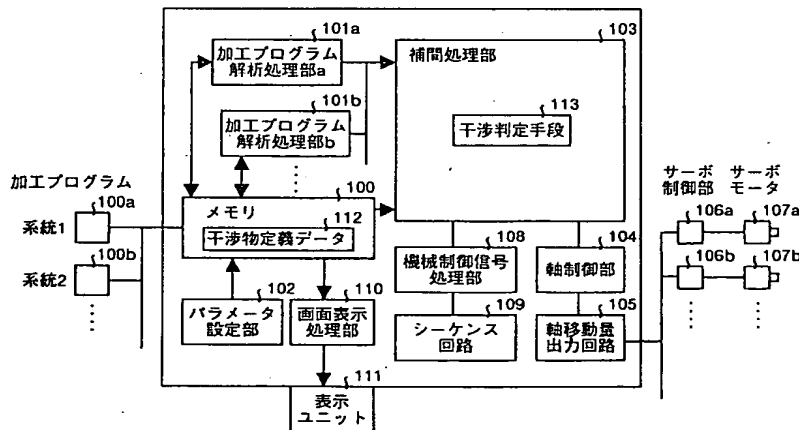 101a
加工プログラム
解析処理部a
101b
加工プログラム
解析処理部b
103
補間処理部
113
干渉判定手段
加工プログラム
100a
系統1
100b
系統2
100
メモリ
112
干渉物定義データ
サーボ
制御部
サーボ
モータ
106a
107a
106b
107b
102
パラメータ
設定部
110
画面表示
処理部
108
機械制御信号
処理部
104
軸制御部
109
シーケンス
回路
105
軸移動量
出力回路
111
表示
ユニット